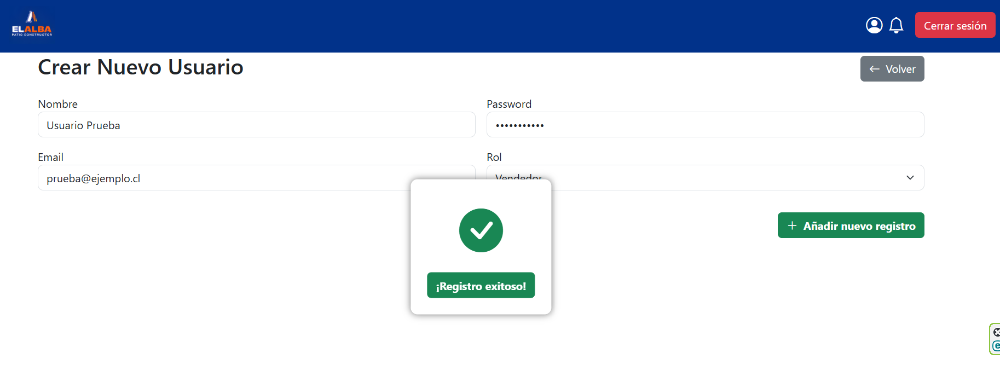 ELALBA
PATIO CONSTRUCTOR
Cerrar sesión
Crear Nuevo Usuario
Volver
Nombre
Password
Usuario Prueba
•••••••••••
Email
Rol
prueba@ejemplo.cl
Vendedor
Añadir nuevo registro
¡Registro exitoso!